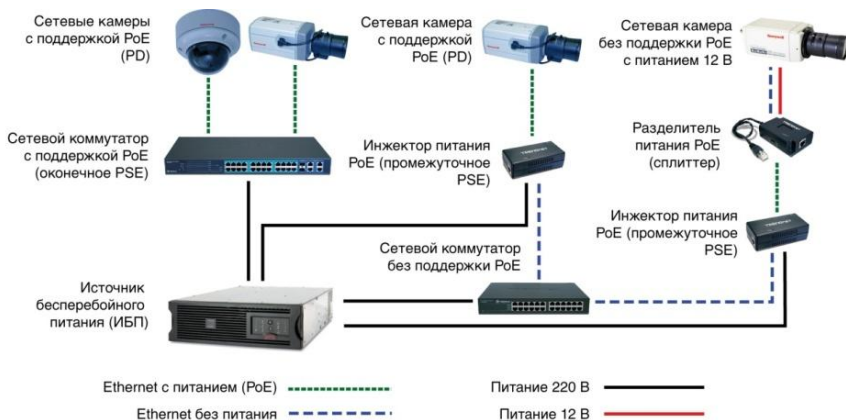 Сетевые камеры
с поддержкой PoE
(PD)
Сетевая камера
с поддержкой
PoE (PD)
Сетевая камера
без поддержки PoE
с питанием 12 В
Сетевой коммутатор
с поддержкой PoE
(оконечное PSE)
Инжектор питания
PoE (промежуточное
PSE)
Разделитель
питания PoE
(сплиттер)
Инжектор питания
PoE (промежуточное
PSE)
Сетевой коммутатор
без поддержки PoE
Источник
бесперебойного
питания (ИБП)
Ethernet с питанием (PoE)
Питание 220 В
Ethernet без питания
Питание 12 В